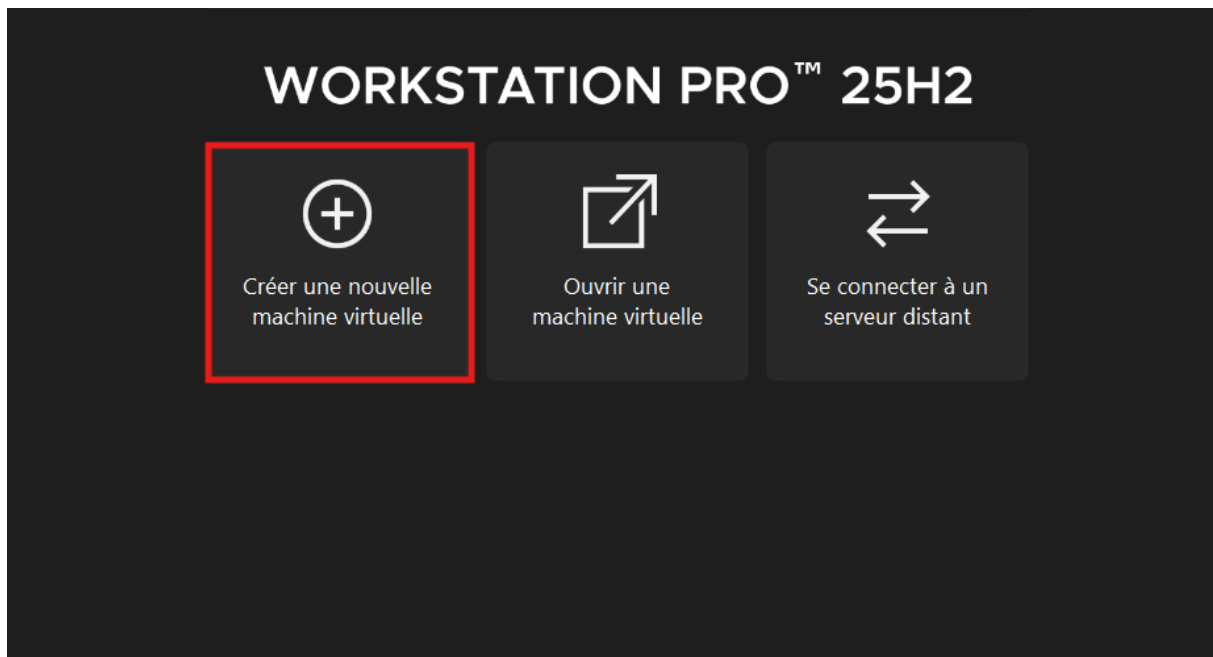 WORKSTATION PRO™ 25H2
Créer une nouvelle
machine virtuelle
Ouvrir une
machine virtuelle
Se connecter à un
serveur distant